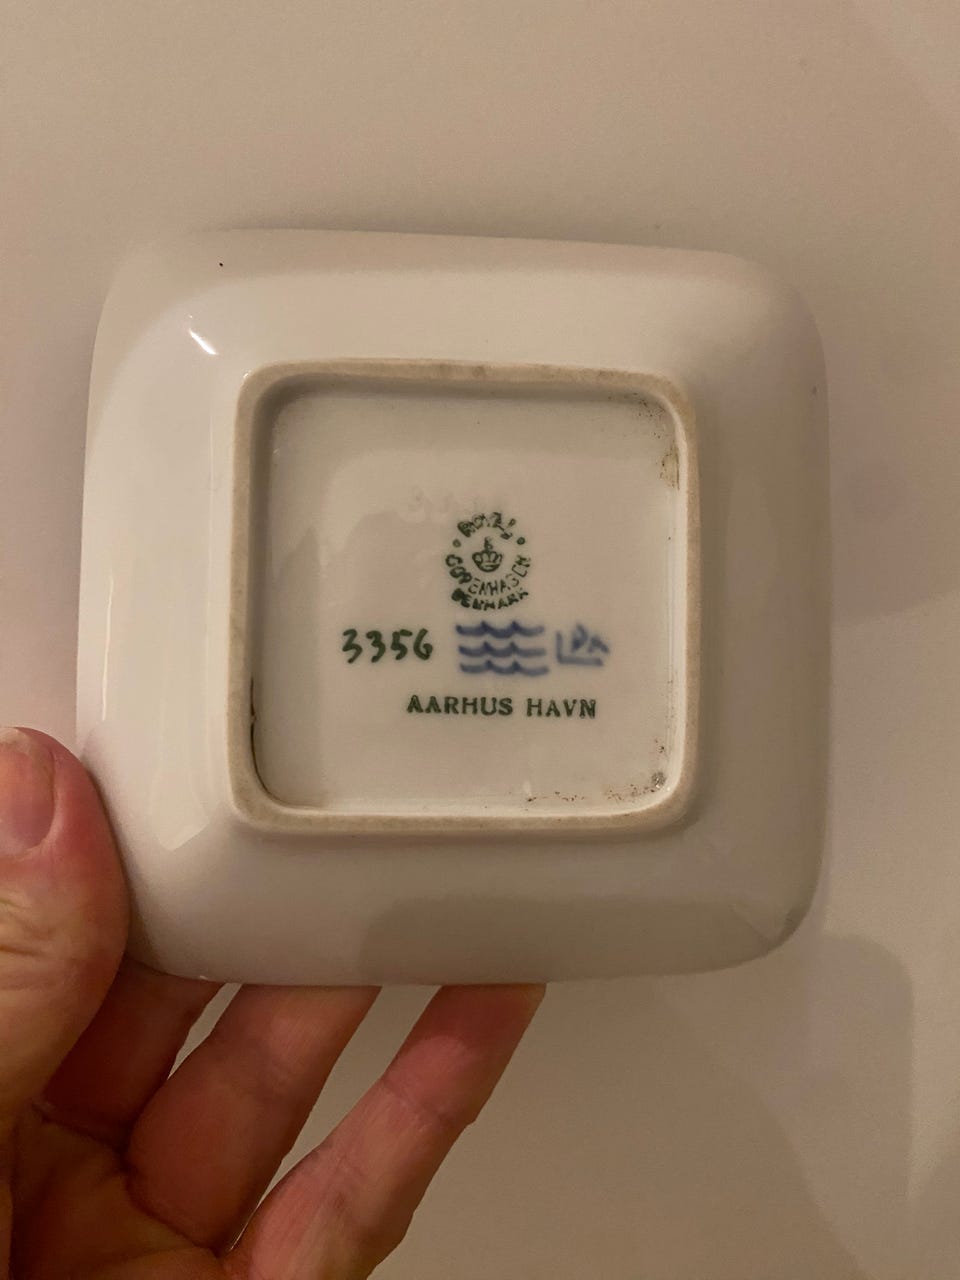 ROYAL
COPENHAGEN
DENMARK
3356
AARHUS HAVN